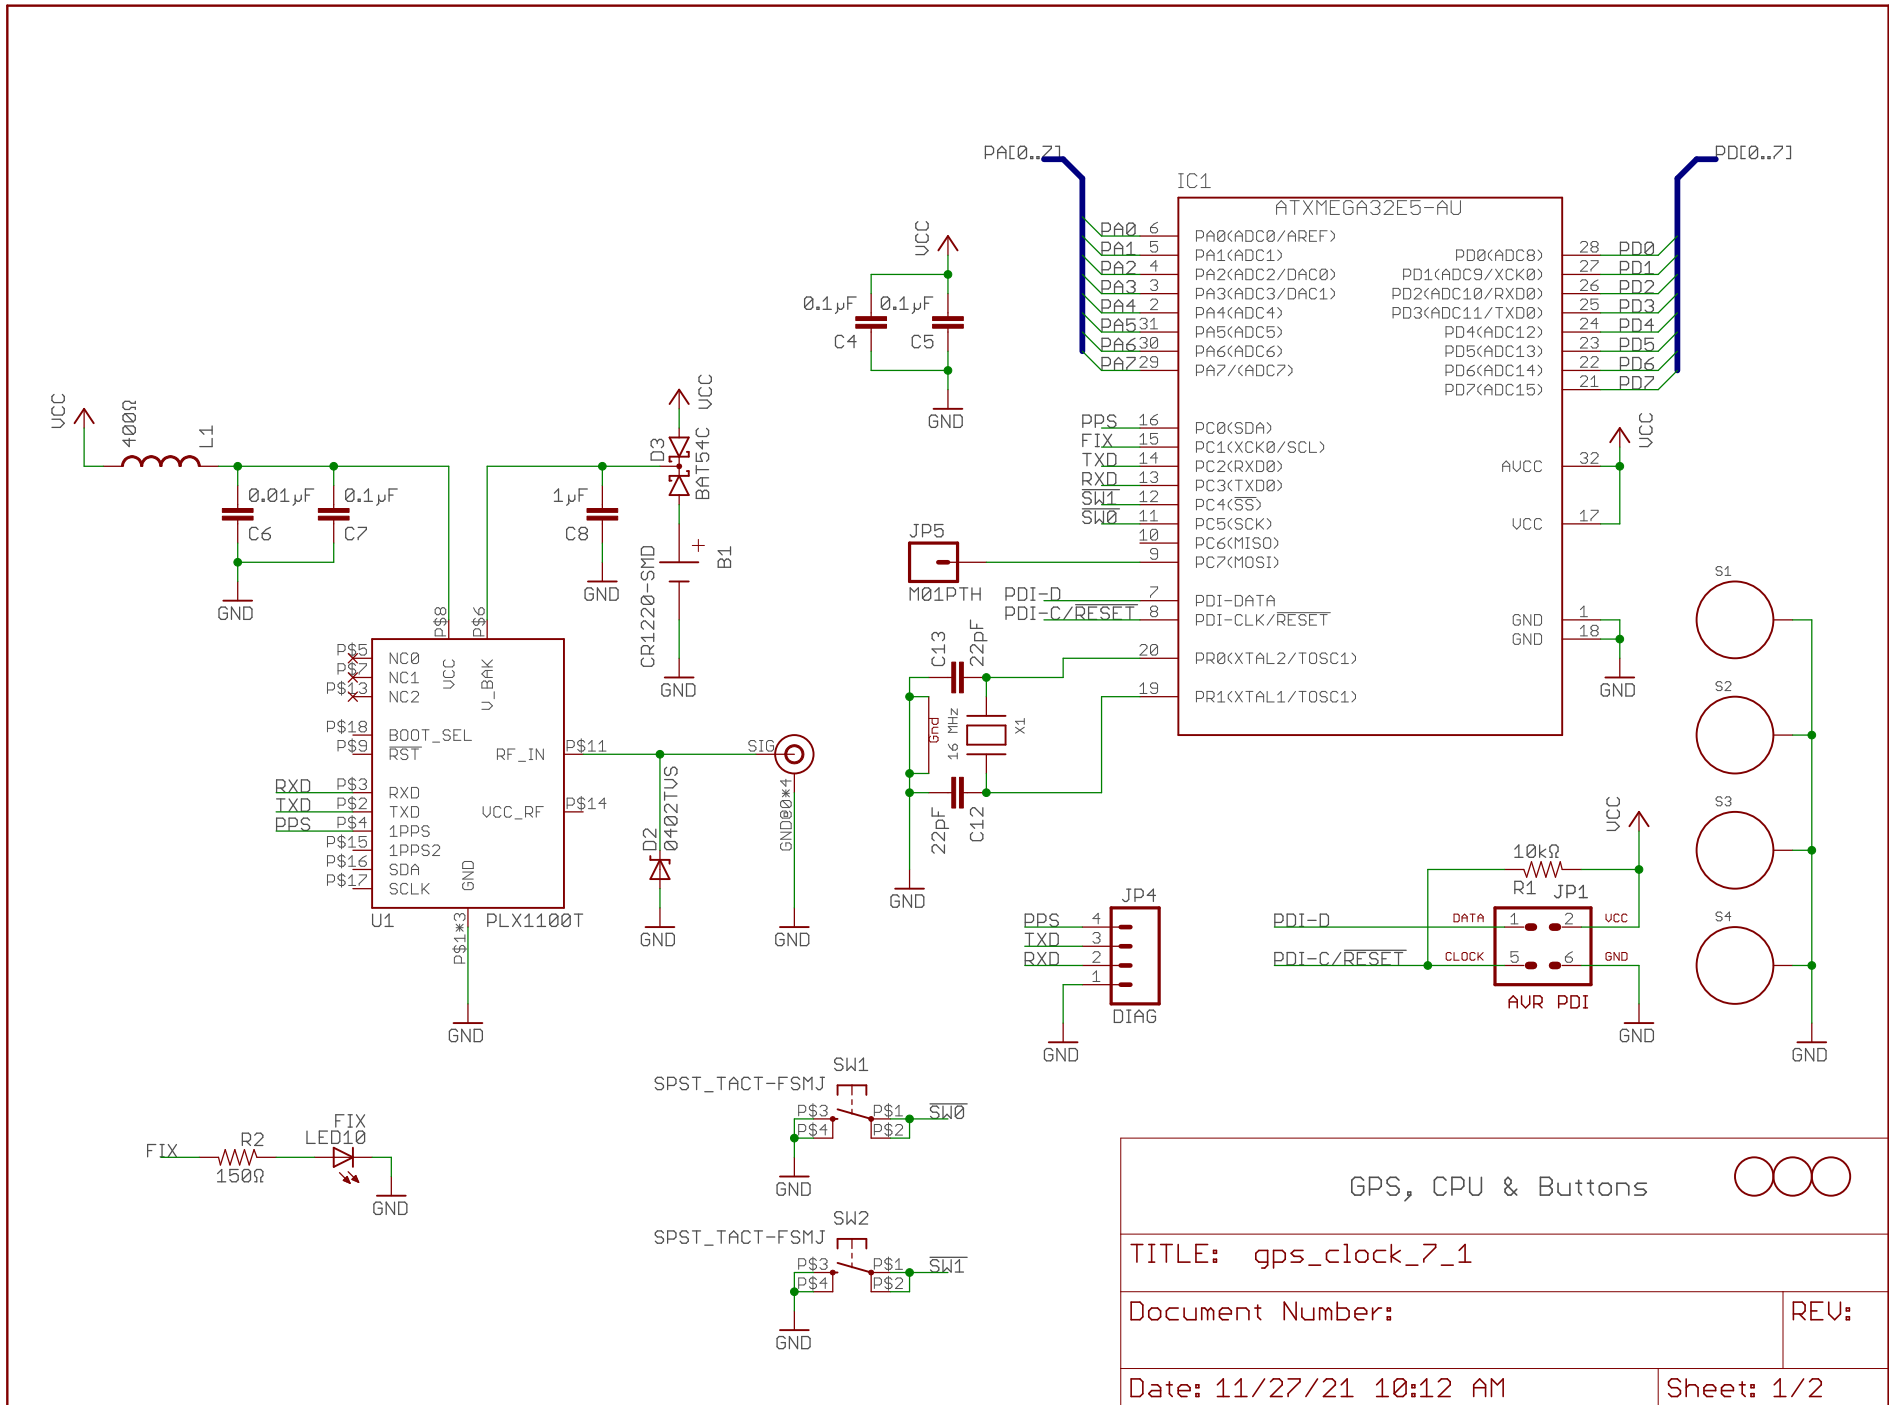 PA[0..7]
PD[0..7]
IC1
ATXMEGA32E5-AU
PA0 6 PA0(ADC0/AREF)
PA1 5 PA1(ADC1)
PA2 4 PA2(ADC2/DAC0)
PA3 3 PA3(ADC3/DAC1)
PA4 2 PA4(ADC4)
PA5 31 PA5(ADC5)
PA6 30 PA6(ADC6)
PA7 29 PA7/(ADC7)
PD0(ADC8) 28 PD0
PD1(ADC9/XCK0) 27 PD1
PD2(ADC10/RXD0) 26 PD2
PD3(ADC11/TXD0) 25 PD3
PD4(ADC12) 24 PD4
PD5(ADC13) 23 PD5
PD6(ADC14) 22 PD6
PD7(ADC15) 21 PD7
PPS 16 PC0(SDA)
FIX 15 PC1(XCK0/SCL)
TXD 14 PC2(RXD0)
RXD 13 PC3(TXD0)
SW1 12 PC4(SS)
SW0 11 PC5(SCK)
10 PC6(MISO)
9 PC7(MOSI)
PDI-D 7 PDI-DATA
PDI-C/RESET 8 PDI-CLK/RESET
20 PR0(XTAL2/TOSC1)
19 PR1(XTAL1/TOSC1)
VCC
AVCC 32
VCC 17
GND 1
GND 18
GND
VCC
0.1µF 0.1µF
C4 C5
GND
JP5
M01PTH
C13
22pF
Gnd
16 MHz
X1
22pF
C12
GND
VCC
400Ω
L1
0.01µF
C6
0.1µF
C7
GND
1µF
C8
GND
VCC
D3
BAT54C
CR1220-SMD
+
B1
GND
P$8
P$6
P$5 NC0
P$7 NC1
P$13 NC2
VCC
V_BAK
P$18 BOOT_SEL
P$9 RST
RF_IN P$11
RXD P$3 RXD
TXD P$2 TXD
PPS P$4 1PPS
VCC_RF P$14
P$15 1PPS2
P$16 SDA
P$17 SCLK
GND
U1
PLX1100T
P$1*3
GND
SIG
GND@0*4
D2
0402TVS
GND
GND
JP4
PPS 4
TXD 3
RXD 2
1
DIAG
GND
VCC
10kΩ
R1
JP1
PDI-D DATA 1 2 VCC
PDI-C/RESET CLOCK 5 6 GND
AVR PDI
GND
S1
S2
S3
S4
GND
SW1
SPST_TACT-FSMJ
P$3 P$1 SW0
P$4 P$2
GND
SW2
SPST_TACT-FSMJ
P$3 P$1 SW1
P$4 P$2
GND
FIX
R2
150Ω
FIX
LED10
GND
GPS, CPU & Buttons
TITLE: gps_clock_7_1
Document Number:
REV:
Date: 11/27/21 10:12 AM
Sheet: 1/2